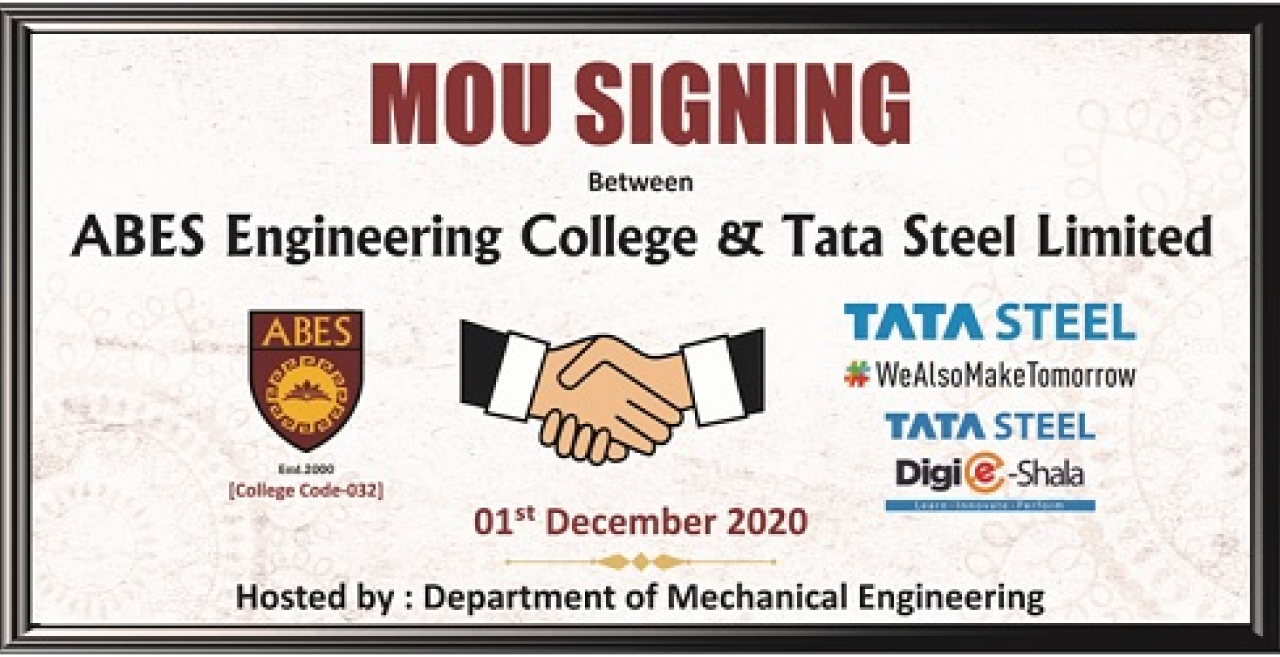 MOU SIGNING
Between
ABES Engineering College & Tata Steel Limited
ABES
Estd.2000
[College Code-032]
TATA STEEL
#WeAlsoMakeTomorrow
TATA STEEL
Digi e-Shala
Learn - Innovate - Perform
01st December 2020
Hosted by : Department of Mechanical Engineering